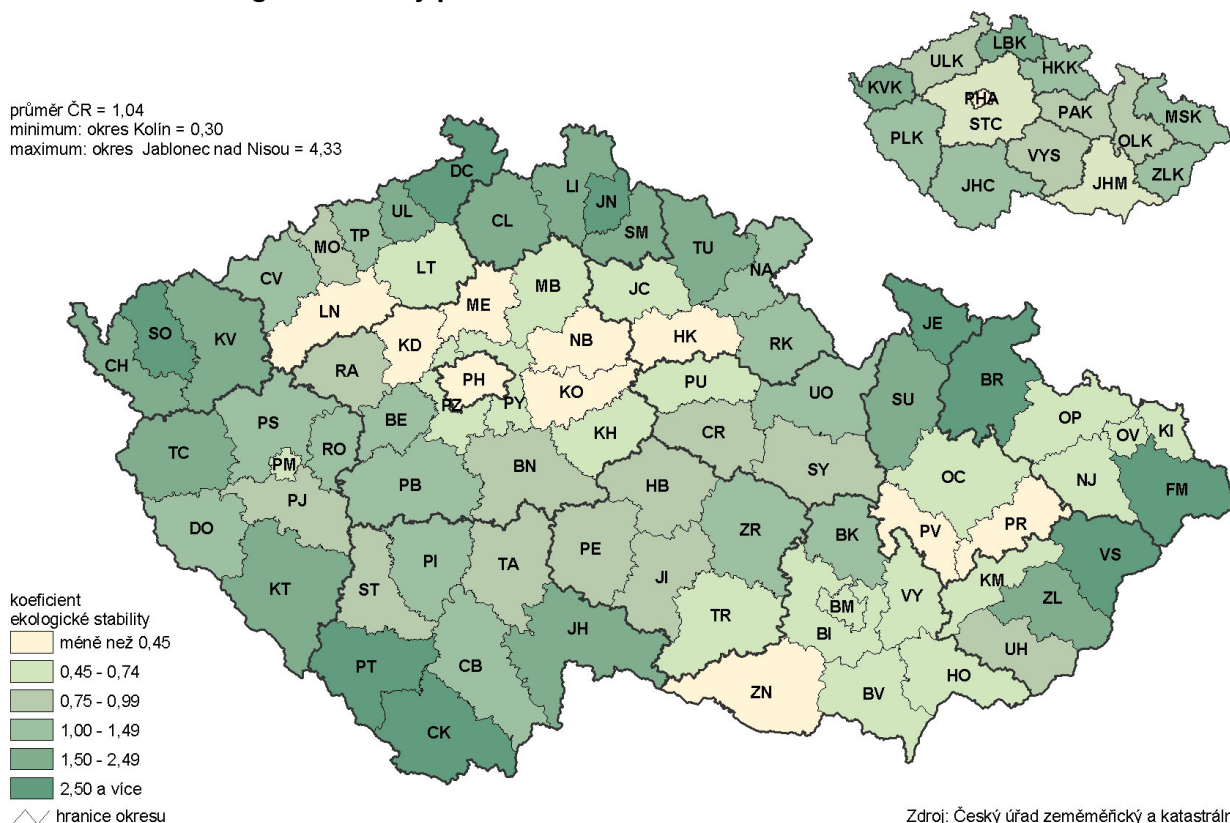 průměr ČR = 1,04
minimum: okres Kolín = 0,30
maximum: okres Jablonec nad Nisou = 4,33
LBK
ULK
HKK
KVK
PHA
STC
PAK
MSK
PLK
OLK
VYS
ZLK
JHC
JHM
DC
LI
JN
UL
CL
SM
TU
MO
TP
NA
CV
LT
MB
JC
LN
ME
SO
KV
KD
NB
HK
RK
JE
CH
RA
PH
KO
PU
BR
PZ
PY
UO
SU
PS
BE
KH
CR
OP
KI
OV
TC
RO
PM
BN
SY
OC
NJ
PJ
PB
HB
FM
DO
ZR
BK
PV
PR
VS
KT
ST
PI
TA
PE
JI
KM
ZL
BM
VY
TR
BI
JH
UH
PT
CB
HO
ZN
BV
CK
koeficient
ekologické stability
méně než 0,45
0,45 - 0,74
0,75 - 0,99
1,00 - 1,49
1,50 - 2,49
2,50 a více
hranice okresu
Zdroj: Český úřad zeměměřický a katastráln